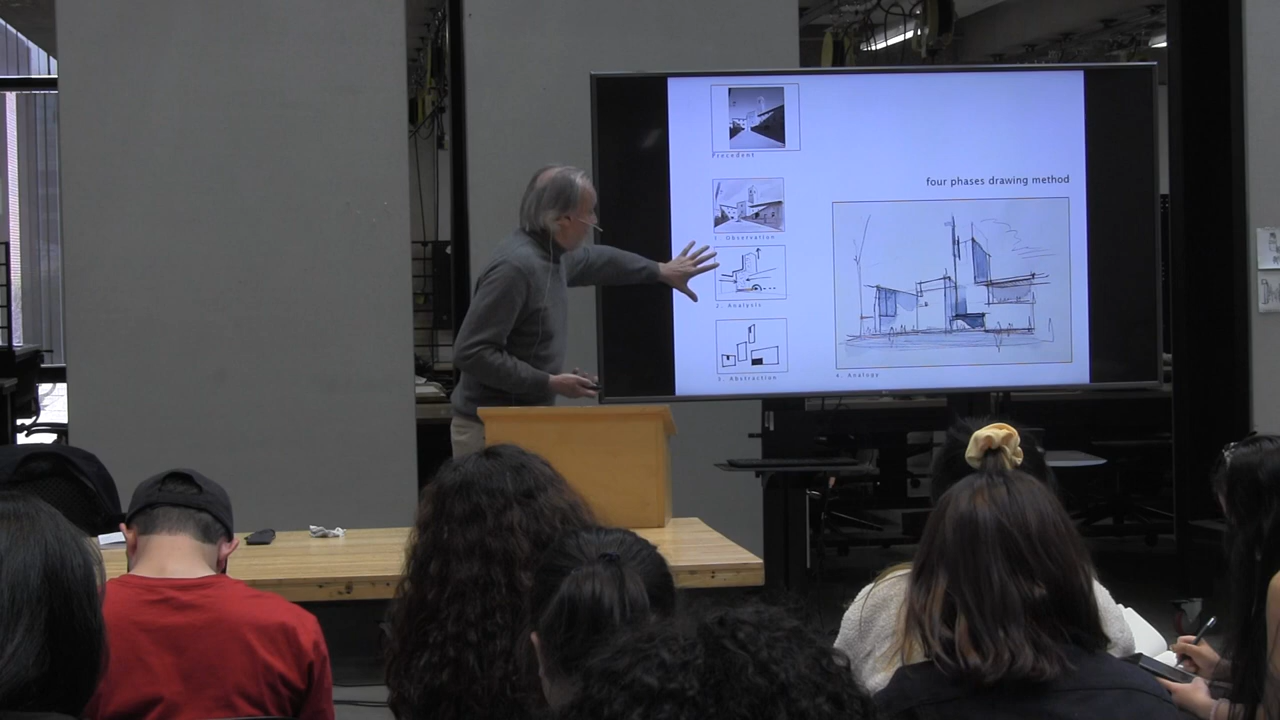 Precedent
four phases drawing method
1. Observation
2. Analysis
3. Abstraction
4. Analogy